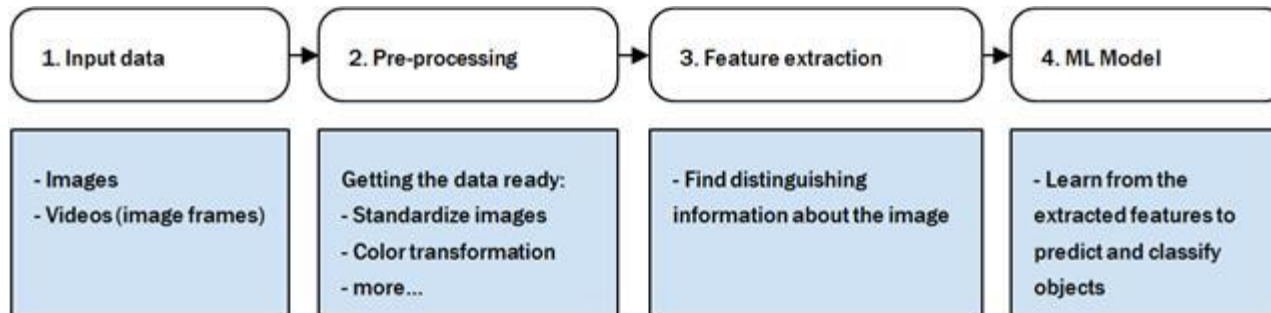 1. Input data
2. Pre-processing
3. Feature extraction
4. ML Model
- Images
- Videos (image frames)
Getting the data ready:
- Standardize images
- Color transformation
- more...
- Find distinguishing
information about the image
- Learn from the
extracted features to
predict and classify
objects